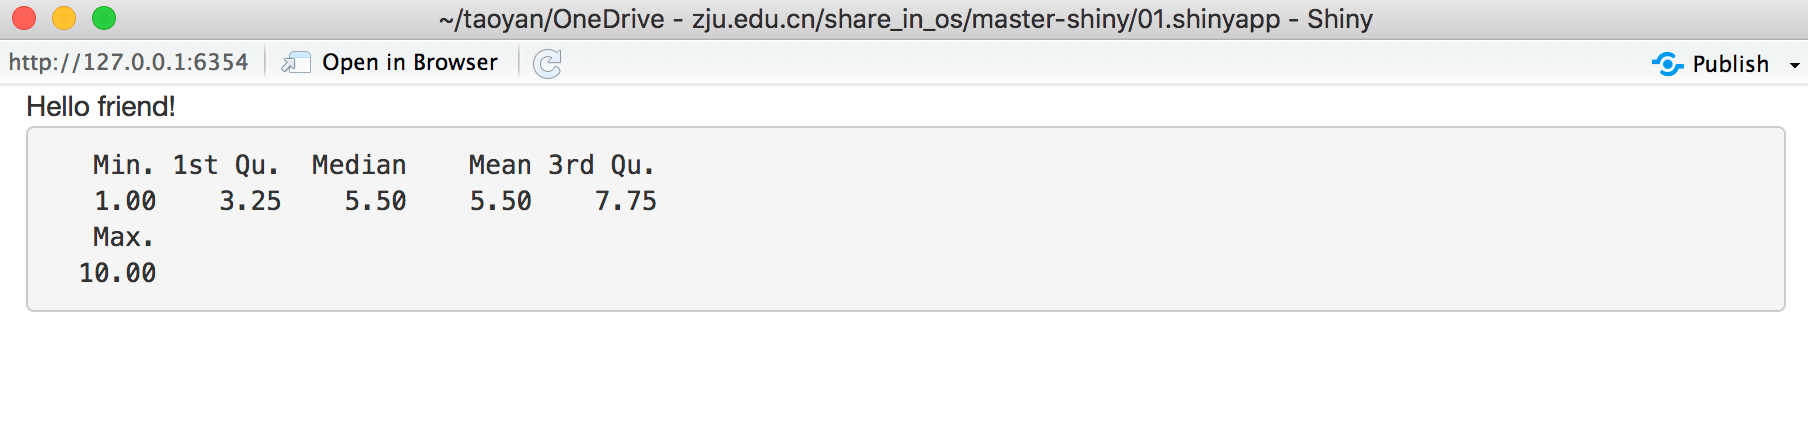 ~/taoyan/OneDrive - zju.edu.cn/share_in_os/master-shiny/01.shinyapp - Shiny
http://127.0.0.1:6354 Open in Browser Publish
Hello friend!
Min. 1st Qu. Median Mean 3rd Qu.
1.00 3.25 5.50 5.50 7.75
Max.
10.00